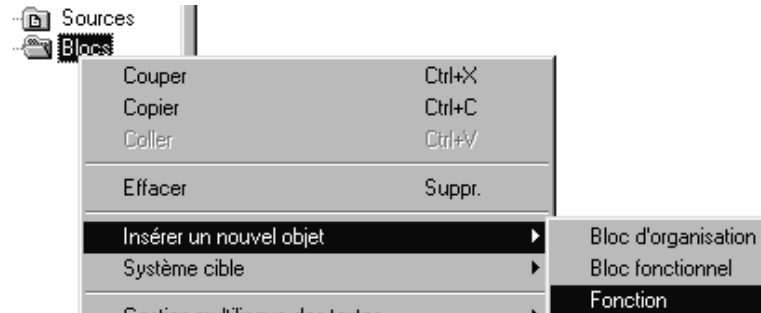 Sources
Blocs
Couper Ctrl+X
Copier Ctrl+C
Coller Ctrl+V
Effacer Suppr.
Insérer un nouvel objet
Bloc d'organisation
Système cible
Bloc fonctionnel
Fonction